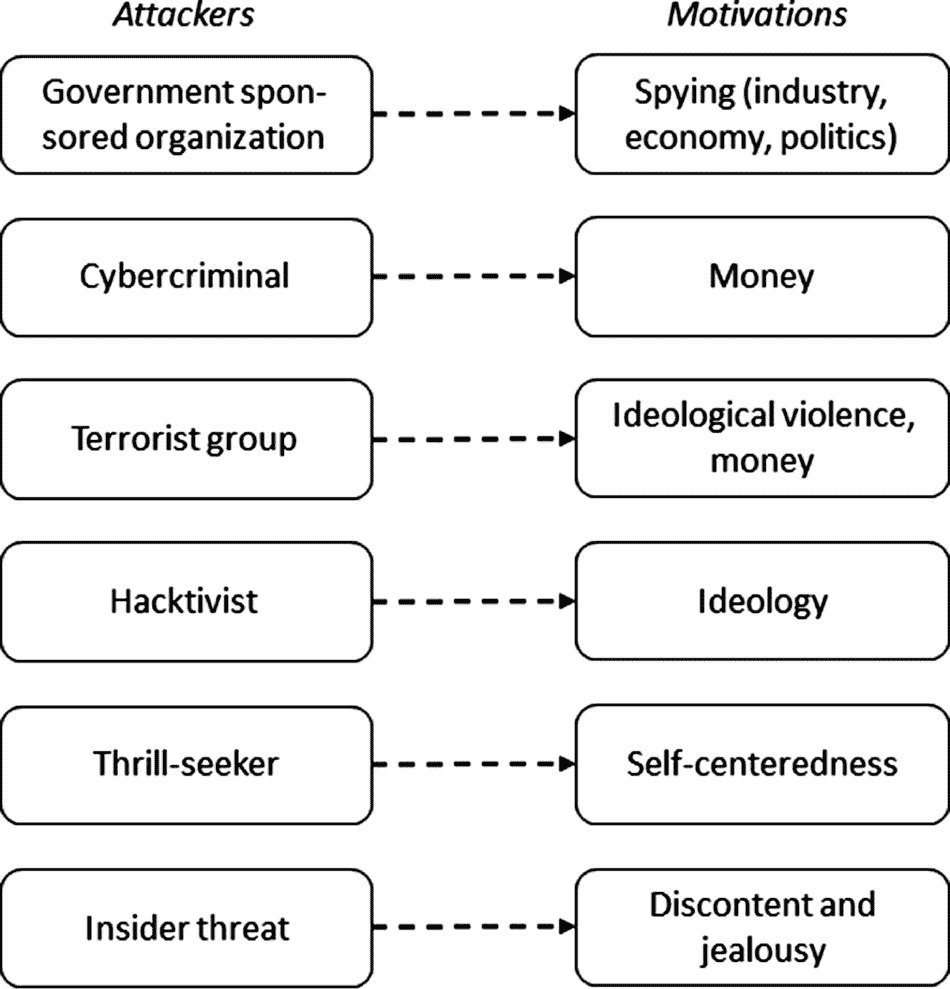 Attackers
Motivations
Government spon-
sored organization
Spying (industry,
economy, politics)
Cybercriminal
Money
Terrorist group
Ideological violence,
money
Hacktivist
Ideology
Thrill-seeker
Self-centeredness
Insider threat
Discontent and
jealousy